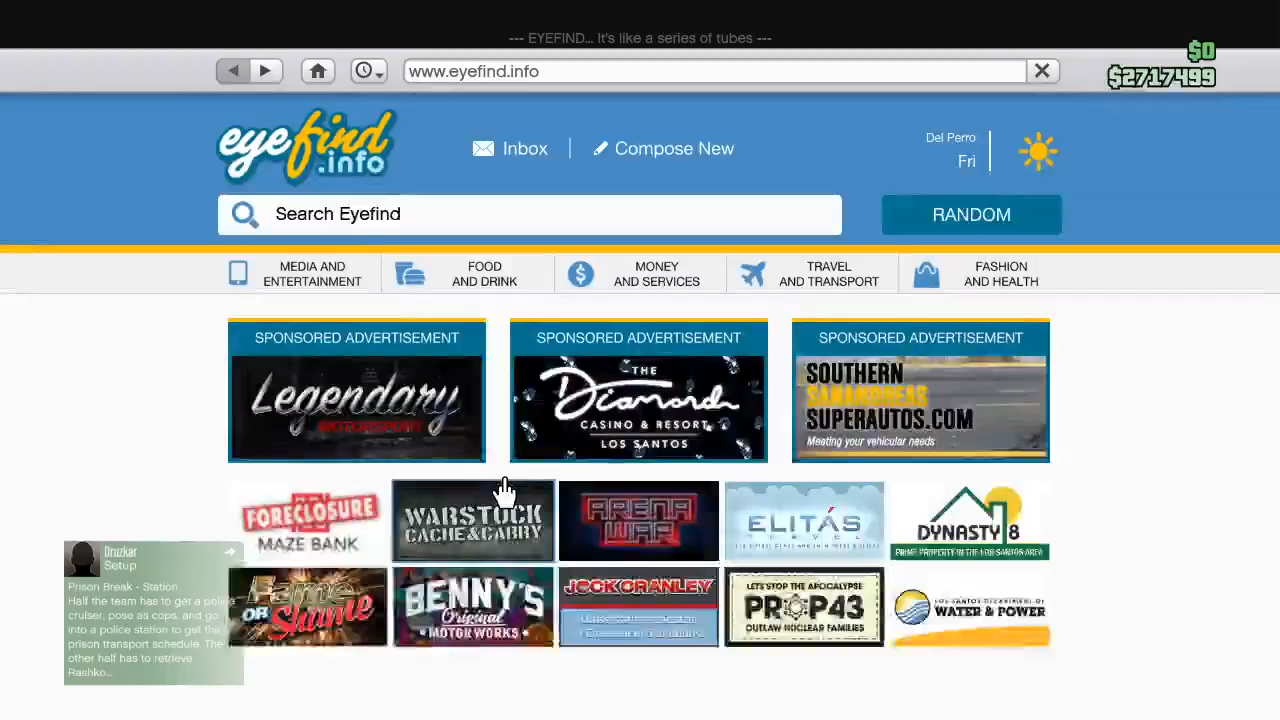 --- EYEFIND... It's like a series of tubes ---
$0
www.eyefind.info
$2717499
eyefind.info
Inbox
Compose New
Del Perro
Fri
Search Eyefind
RANDOM
MEDIA AND ENTERTAINMENT
FOOD AND DRINK
MONEY AND SERVICES
TRAVEL AND TRANSPORT
FASHION AND HEALTH
SPONSORED ADVERTISEMENT
Legendary
MOTORSPORT
SPONSORED ADVERTISEMENT
THE
Diamond
CASINO & RESORT
LOS SANTOS
SPONSORED ADVERTISEMENT
SOUTHERN
SAN ANDREAS
SUPERAUTOS.COM
Meeting your vehicular needs
FORECLOSURE
MAZE BANK
WARSTOCK
CACHE & CARRY
ARENA
WAR
ELITÁS
TRAVEL
DYNASTY 8
PRIME PROPERTY IN THE LOS SANTOS AREA
FAME
OR Shame
BENNY'S
Original
MOTORWORKS
JOCK CRANLEY
LET'S STOP THE APOCALYPSE
PROP43
OUTLAW NUCLEAR FAMILIES
LOS SANTOS DEPARTMENT OF
WATER & POWER
Druzkar
Setup
Prison Break - Station
Half the team has to get a police
cruiser, pose as cops, and go
into a police station to get the
prison transport schedule. The
other half has to retrieve
Rashko...